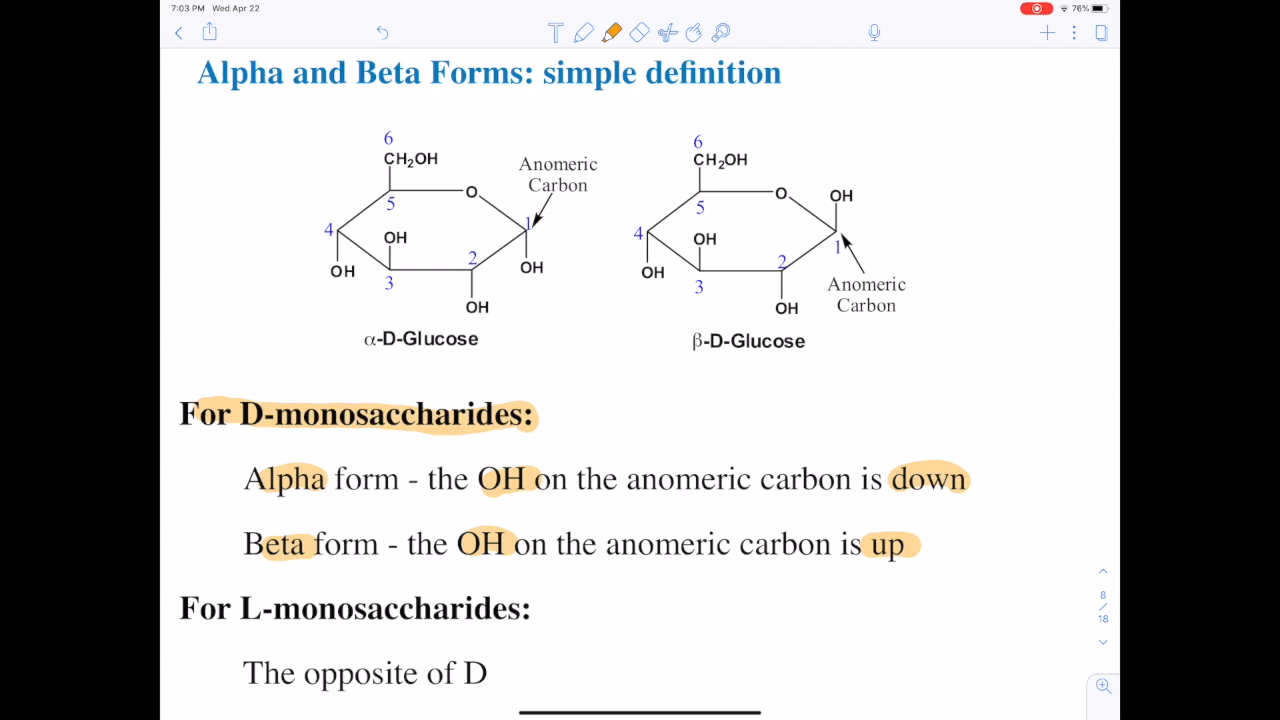 7:03 PM Wed Apr 22
76%
Alpha and Beta Forms: simple definition
6
CH₂OH
Anomeric
Carbon
O
5
4
1
OH
OH
2
OH
3
OH
α-D-Glucose
6
CH₂OH
O
OH
5
4
1
OH
OH
2
3
OH
Anomeric
Carbon
β-D-Glucose
For D-monosaccharides:
Alpha form - the OH on the anomeric carbon is down
Beta form - the OH on the anomeric carbon is up
For L-monosaccharides:
The opposite of D
8
/
18